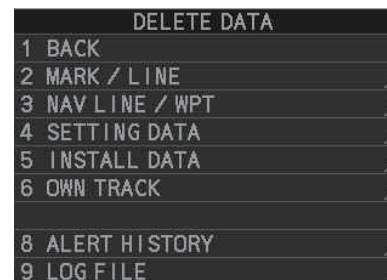 DELETE DATA
1 BACK
2 MARK / LINE
3 NAV LINE / WPT
4 SETTING DATA
5 INSTALL DATA
6 OWN TRACK
8 ALERT HISTORY
9 LOG FILE